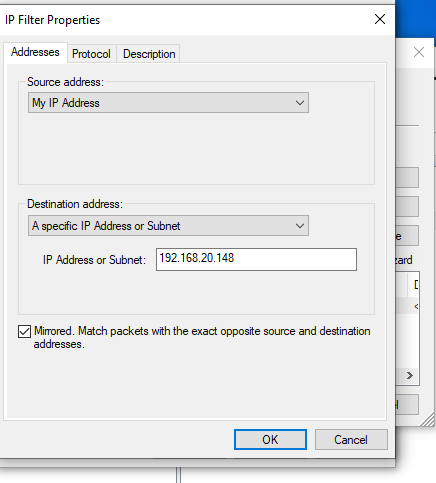 IP Filter Properties
Addresses Protocol Description
Source address:
My IP Address
Destination address:
A specific IP Address or Subnet
IP Address or Subnet: 192.168.20.148
Mirrored. Match packets with the exact opposite source and destination
addresses.
OK Cancel